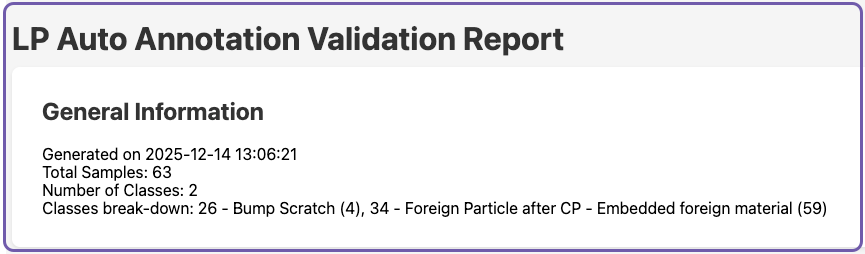 LP Auto Annotation Validation Report
General Information
Generated on 2025-12-14 13:06:21
Total Samples: 63
Number of Classes: 2
Classes break-down: 26 - Bump Scratch (4), 34 - Foreign Particle after CP - Embedded foreign material (59)